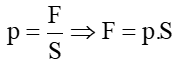 p = F/S ⇒ F = p.S